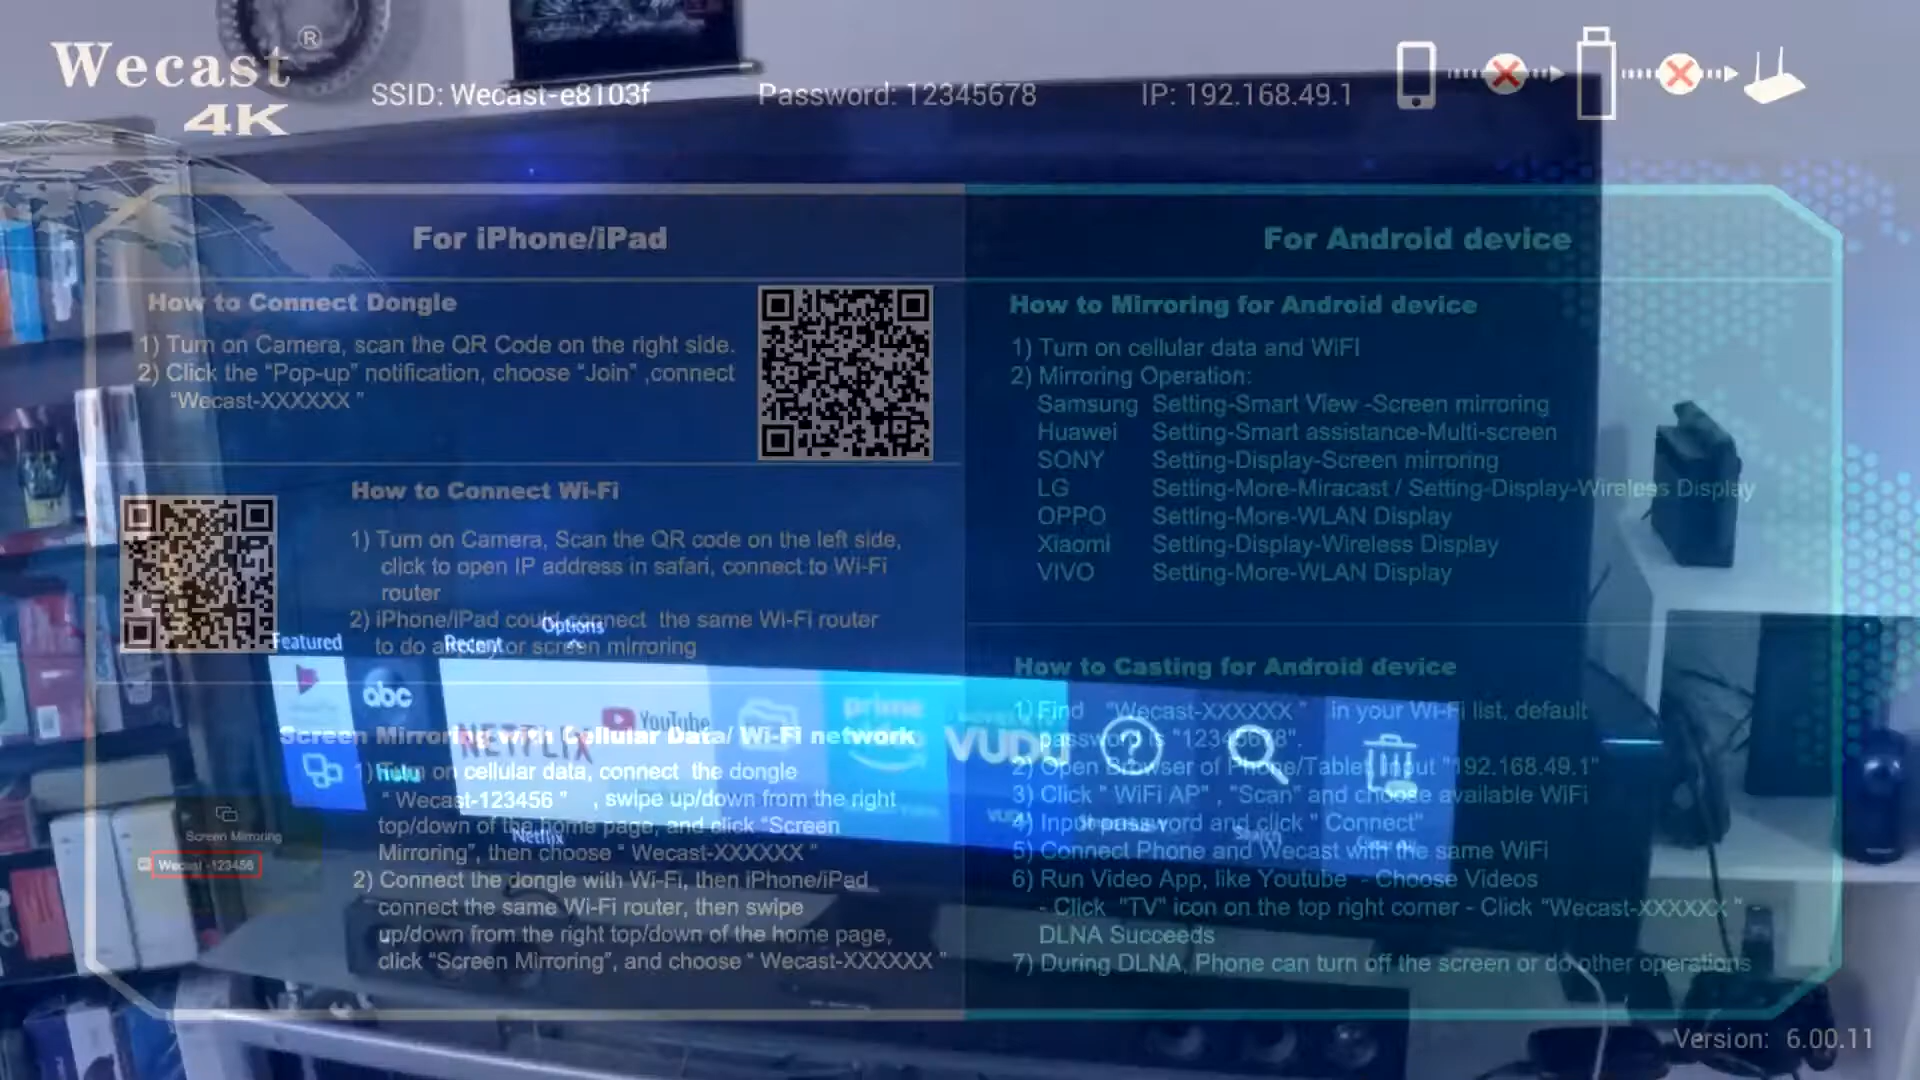 Wecast®
4K
SSID: Wecast-e8103f
Password: 12345678
IP: 192.168.49.1
For iPhone/iPad
How to Connect Dongle
1) Turn on Camera, scan the QR Code on the right side.
2) Click the “Pop-up” notification, choose “Join” ,connect
“Wecast-XXXXXX ”
How to Connect Wi-Fi
1) Turn on Camera, Scan the QR code on the left side,
click to open IP address in safari, connect to Wi-Fi
router
2) iPhone/iPad could connect the same Wi-Fi router
to do a or screen mirroring
Screen Mirroring with Cellular Data/ Wi-Fi network
1) Turn on cellular data, connect the dongle
“ Wecast-123456 ” , swipe up/down from the right
top/down of the home page, and click “Screen
Mirroring”, then choose “ Wecast-XXXXXX ”
2) Connect the dongle with Wi-Fi, then iPhone/iPad
connect the same Wi-Fi router, then swipe
up/down from the right top/down of the home page,
click “Screen Mirroring”, and choose “ Wecast-XXXXXX ”
Screen Mirroring
Wecast -123456
For Android device
How to Mirroring for Android device
1) Turn on cellular data and WiFI
2) Mirroring Operation:
Samsung Setting-Smart View -Screen mirroring
Huawei Setting-Smart assistance-Multi-screen
SONY Setting-Display-Screen mirroring
LG Setting-More-Miracast / Setting-Display-Wireless Display
OPPO Setting-More-WLAN Display
Xiaomi Setting-Display-Wireless Display
VIVO Setting-More-WLAN Display
How to Casting for Android device
1) Find “Wecast-XXXXXX ” in your Wi-Fi list, default
password is "12345678".
2) Open Browser of Phone/Tablet, input "192.168.49.1"
3) Click " WiFi AP" , "Scan" and choose available WiFi
4) Input password and click " Connect"
5) Connect Phone and Wecast with the same WiFi
6) Run Video App, like Youtube - Choose Videos
- Click "TV" icon on the top right corner - Click “Wecast-XXXXXX ” -
DLNA Succeeds
7) During DLNA, Phone can turn off the screen or do other operations
Version: 6.00.11
Featured
Recent
Options
abc
NETFLIX
YouTube
prime video
VUDU
hulu
Netflix
Search